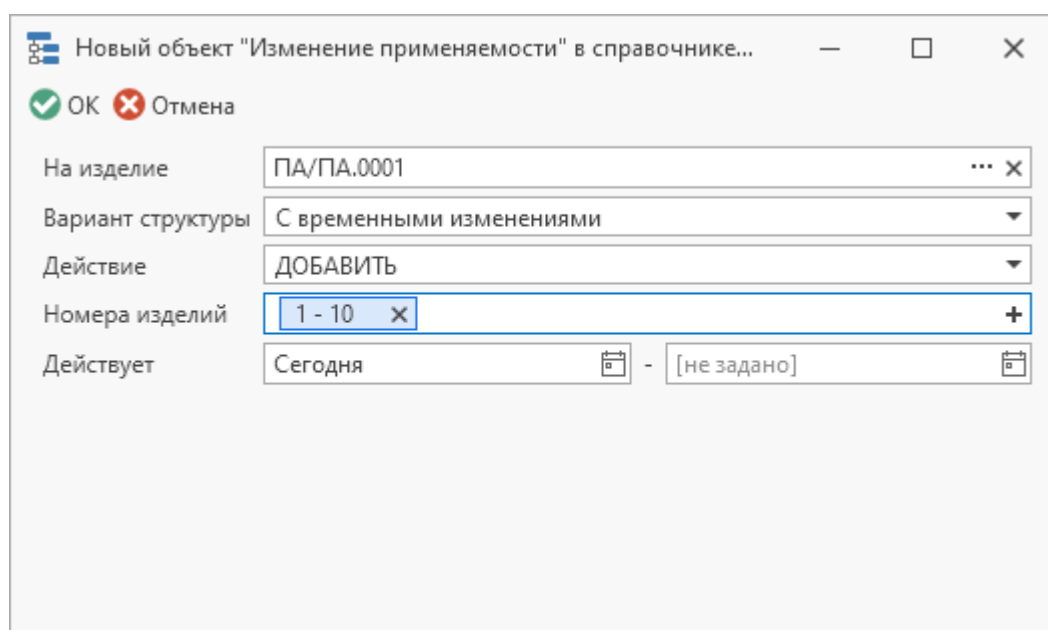 Новый объект "Изменение применяемости" в справочнике...
ОК Отмена
На изделие ПА/ПА.0001
Вариант структуры С временными изменениями
Действие ДОБАВИТЬ
Номера изделий 1 - 10
Действует Сегодня - [не задано]